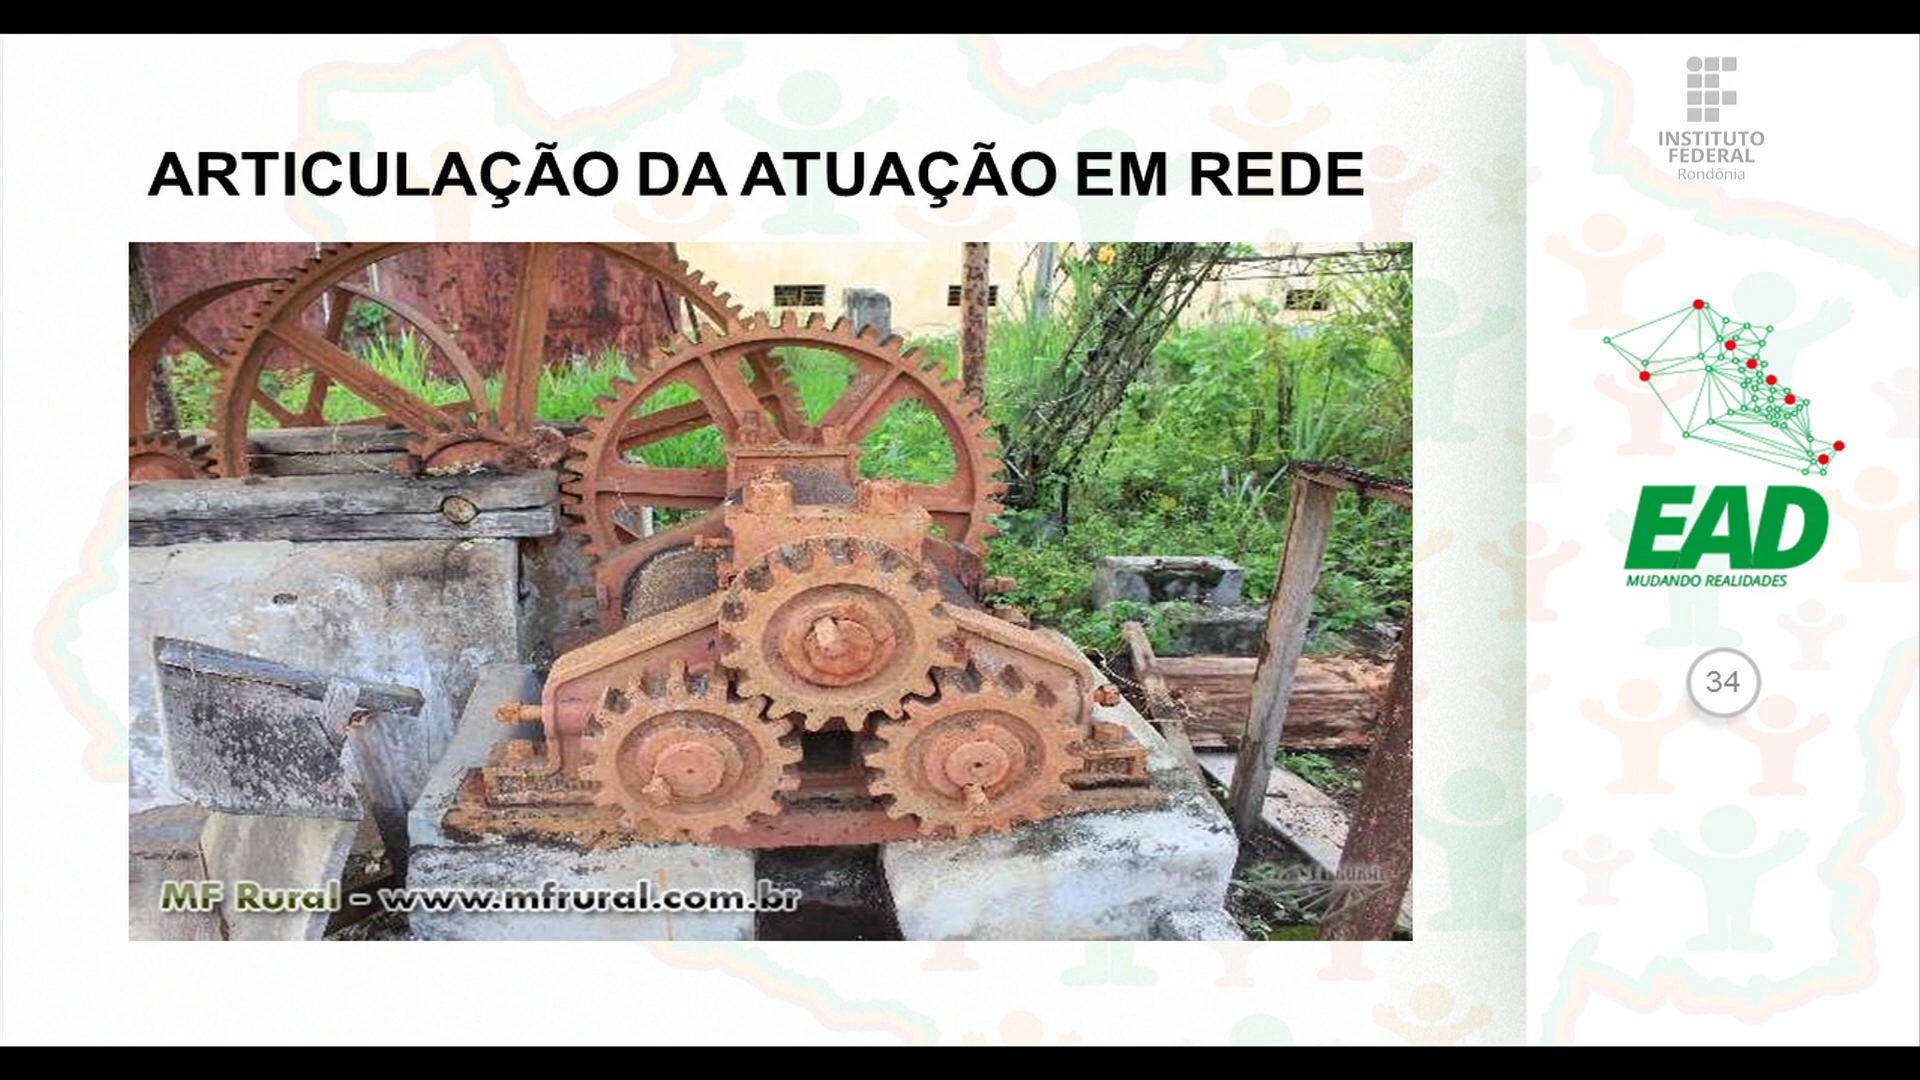 ARTICULAÇÃO DA ATUAÇÃO EM REDE
MF Rural - www.mfrural.com.br
INSTITUTO
FEDERAL
Rondônia
EAD
MUDANDO REALIDADES
34